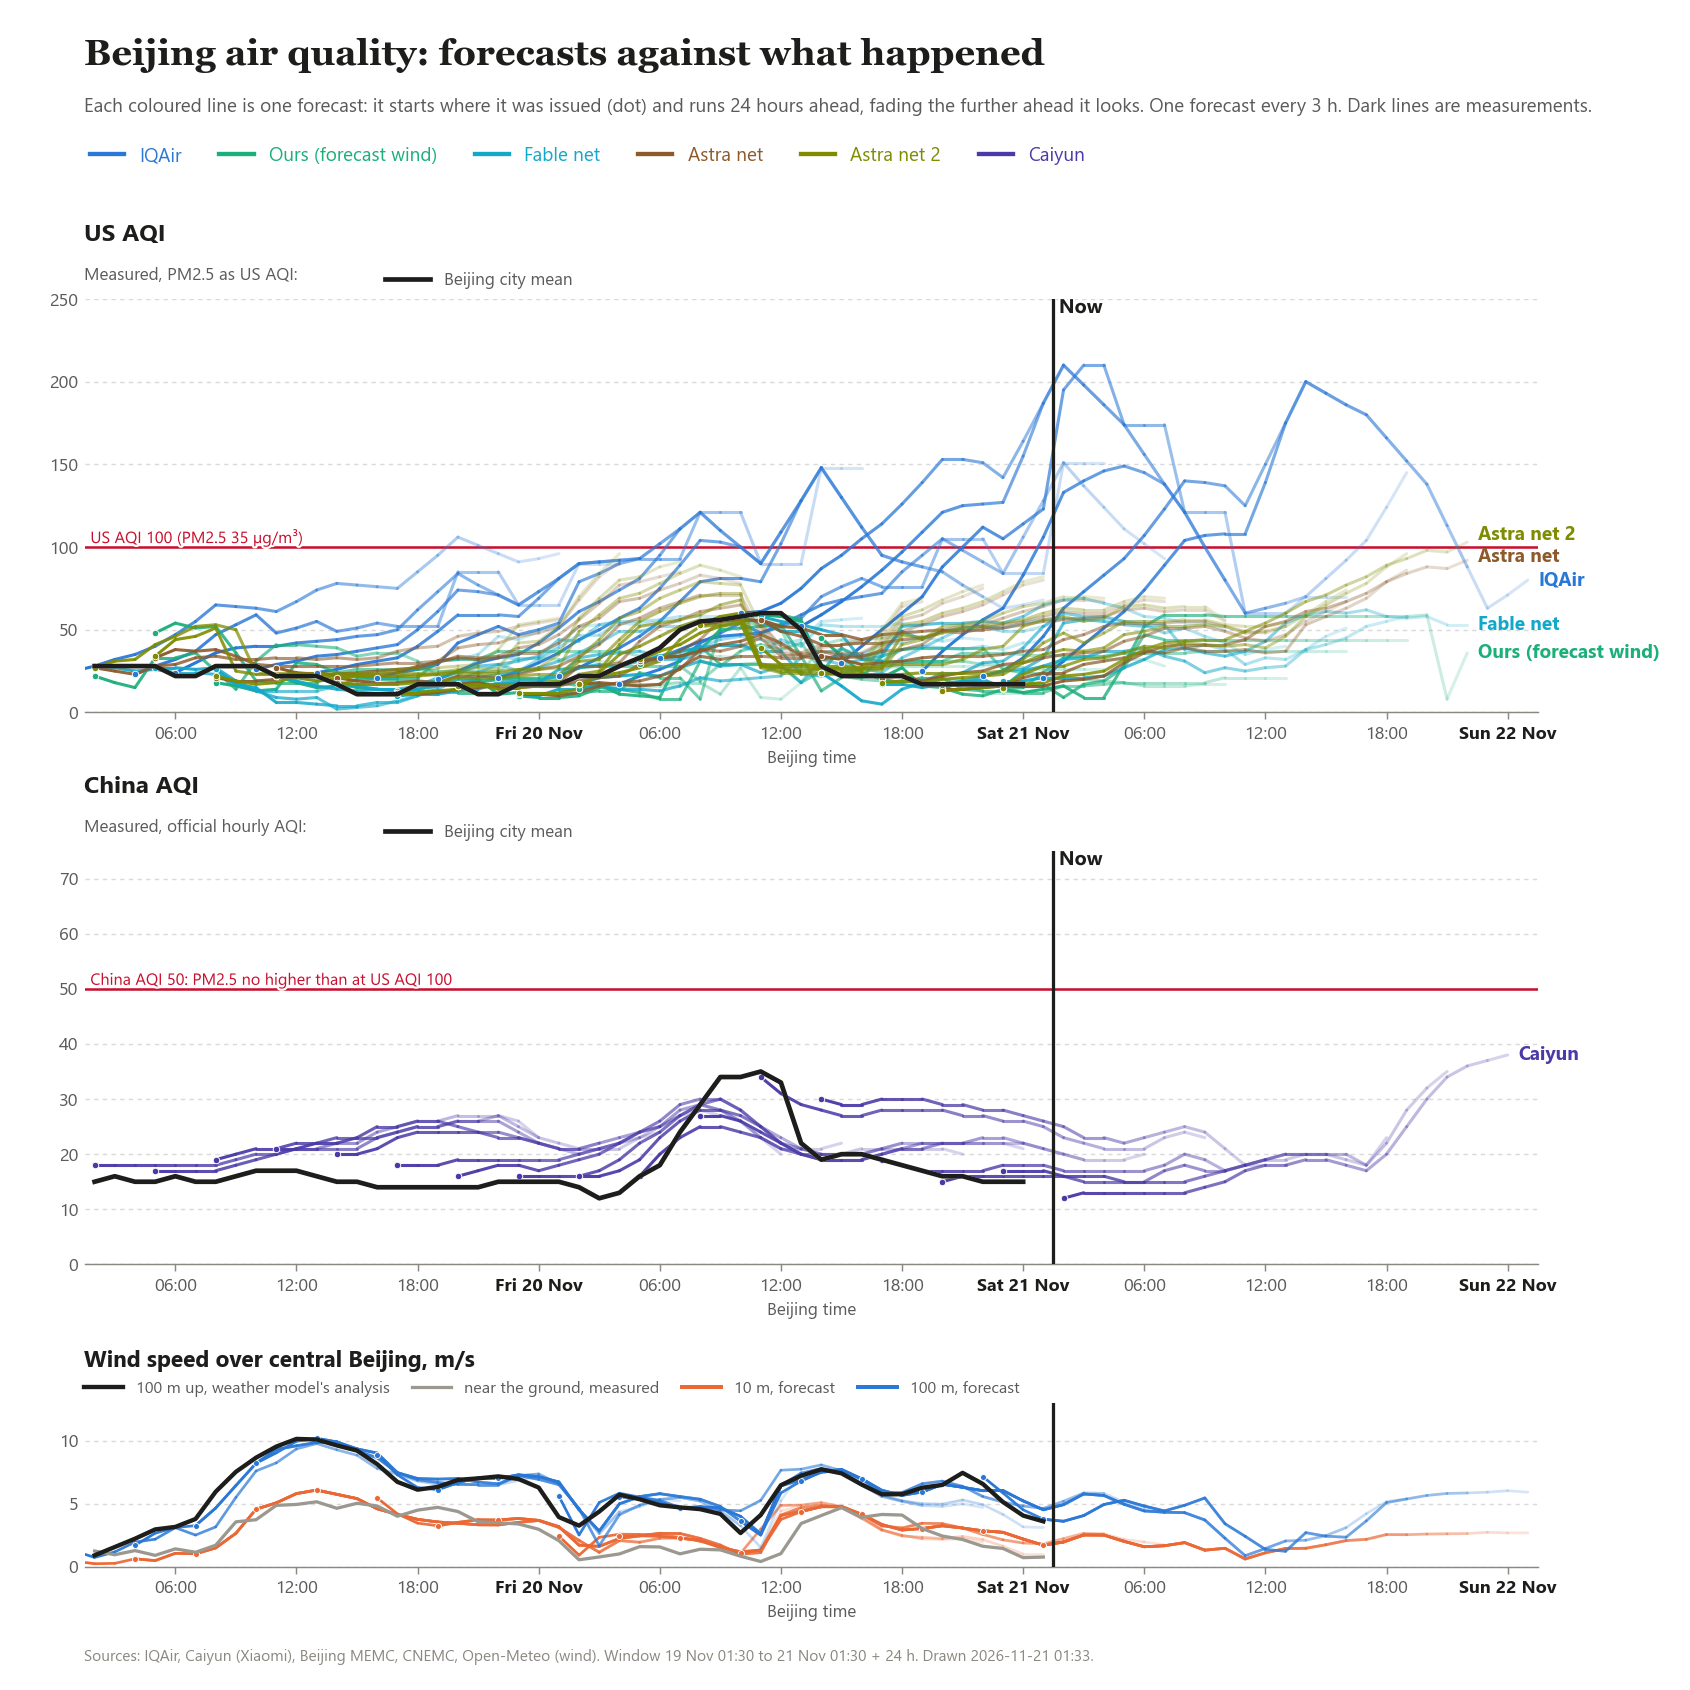 Beijing air quality: forecasts against what happened
Each coloured line is one forecast: it starts where it was issued (dot) and runs 24 hours ahead, fading the further ahead it looks. One forecast every 3 h. Dark lines are measurements.
IQAir Ours (forecast wind) Fable net Astra net Astra net 2 Caiyun
US AQI
Measured, PM2.5 as US AQI: Beijing city mean
250
Now
200
150
US AQI 100 (PM2.5 35 µg/m³)
100
Astra net 2
Astra net
IQAir
50
Fable net
Ours (forecast wind)
0
06:00 12:00 18:00 Fri 20 Nov 06:00 12:00 18:00 Sat 21 Nov 06:00 12:00 18:00 Sun 22 Nov
Beijing time
China AQI
Measured, official hourly AQI: Beijing city mean
Now
70
60
China AQI 50: PM2.5 no higher than at US AQI 100
50
40
Caiyun
30
20
10
0
06:00 12:00 18:00 Fri 20 Nov 06:00 12:00 18:00 Sat 21 Nov 06:00 12:00 18:00 Sun 22 Nov
Beijing time
Wind speed over central Beijing, m/s
100 m up, weather model's analysis near the ground, measured 10 m, forecast 100 m, forecast
10
5
0
06:00 12:00 18:00 Fri 20 Nov 06:00 12:00 18:00 Sat 21 Nov 06:00 12:00 18:00 Sun 22 Nov
Beijing time
Sources: IQAir, Caiyun (Xiaomi), Beijing MEMC, CNEMC, Open-Meteo (wind). Window 19 Nov 01:30 to 21 Nov 01:30 + 24 h. Drawn 2026-11-21 01:33.